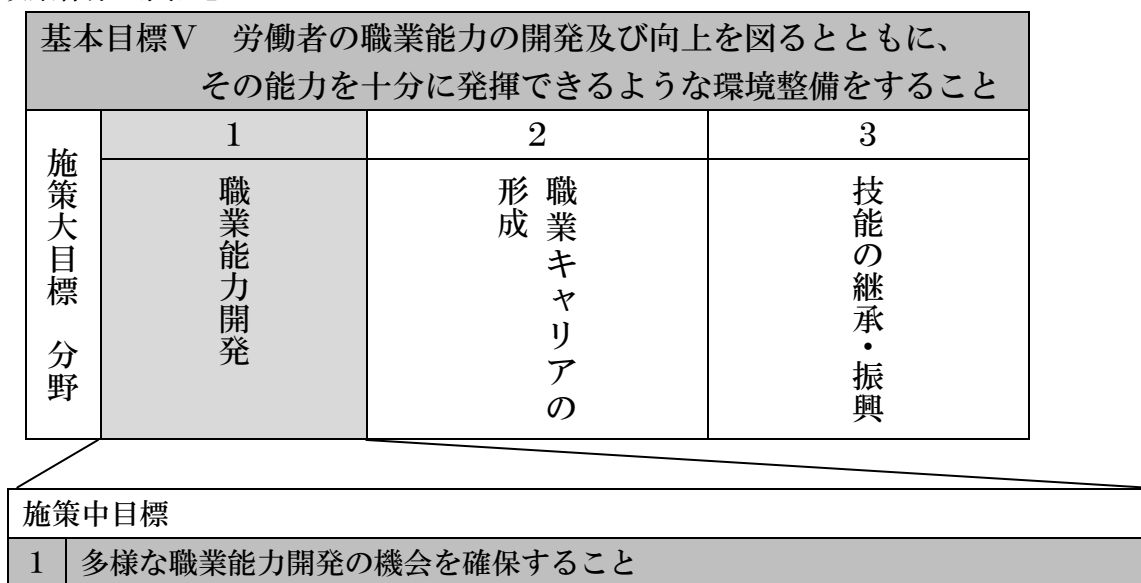 基本目標Ⅴ　労働者の職業能力の開発及び向上を図るとともに、
その能力を十分に発揮できるような環境整備をすること
施策大目標　分野
1
2
3
職業能力開発
職業キャリアの
形成
技能の継承・振興
施策中目標
1
多様な職業能力開発の機会を確保すること